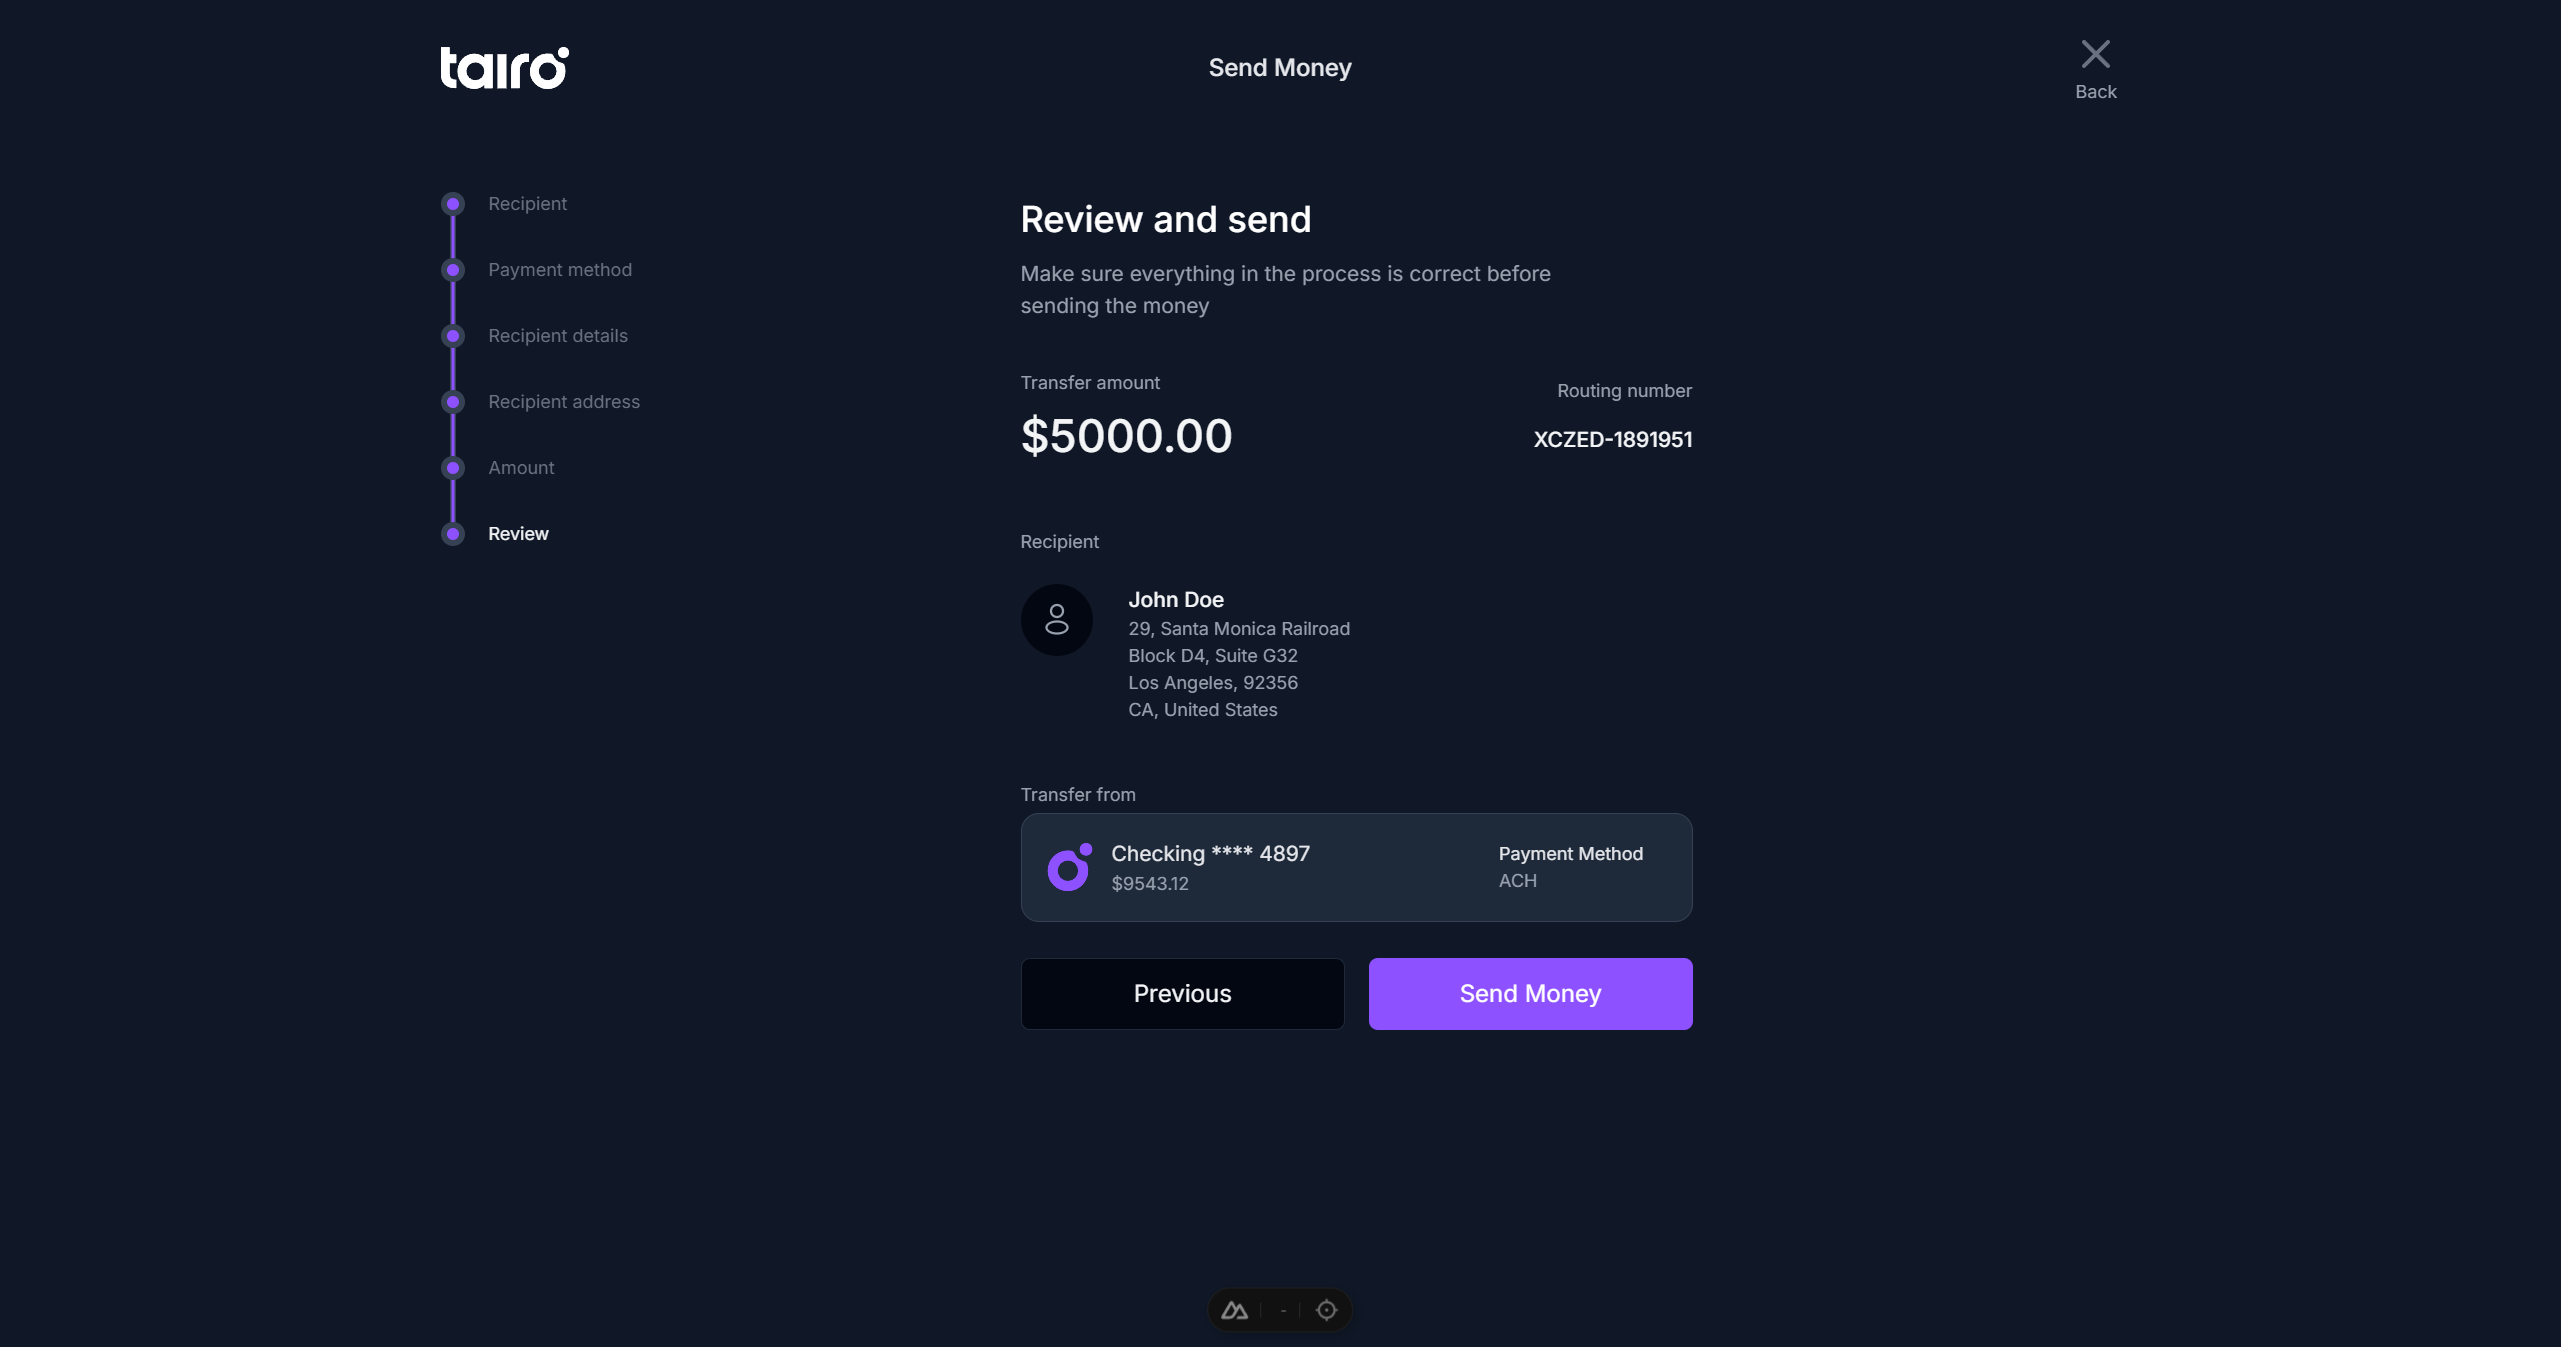 tairo
Send Money
Back
Recipient
Payment method
Recipient details
Recipient address
Amount
Review
Review and send
Make sure everything in the process is correct before
sending the money
Transfer amount
$5000.00
Routing number
XCZED-1891951
Recipient
John Doe
29, Santa Monica Railroad
Block D4, Suite G32
Los Angeles, 92356
CA, United States
Transfer from
Checking **** 4897
$9543.12
Payment Method
ACH
Previous
Send Money
-